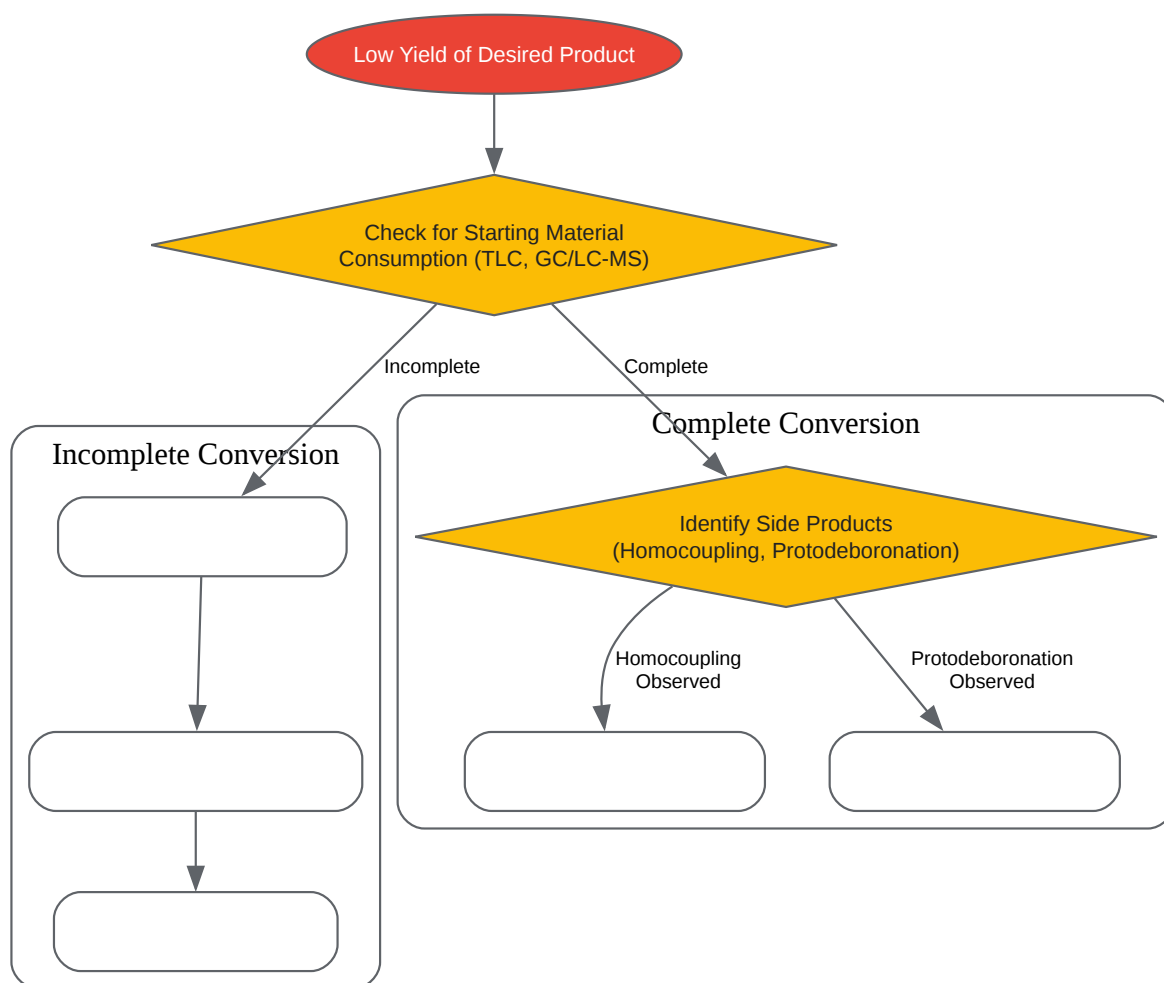 Low Yield of Desired Product
Check for Starting Material
Consumption (TLC, GC/LC-MS)
Incomplete
Complete
Incomplete Conversion
Complete Conversion
Identify Side Products
(Homocoupling, Protodeboronation)
Homocoupling
Observed
Protodeboronation
Observed